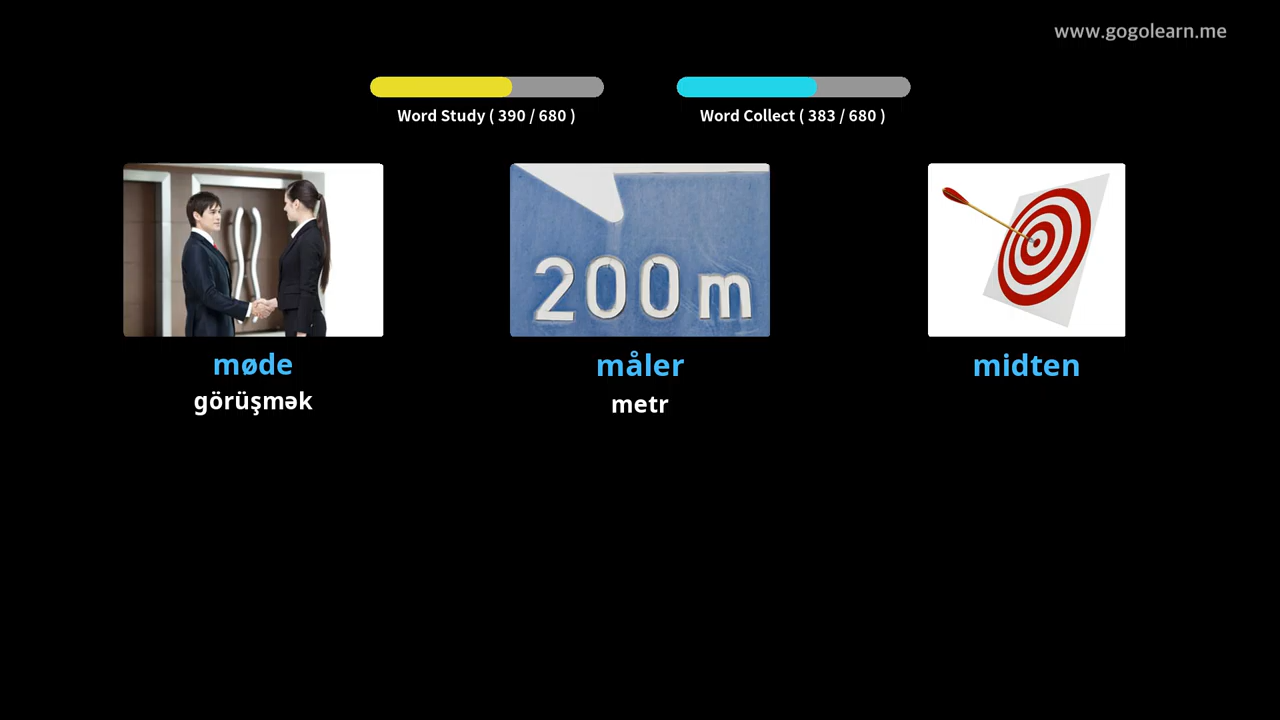 www.gogolearn.me
Word Study ( 390 / 680 )
Word Collect ( 383 / 680 )
200 m
møde
måler
midten
görüşmək
metr